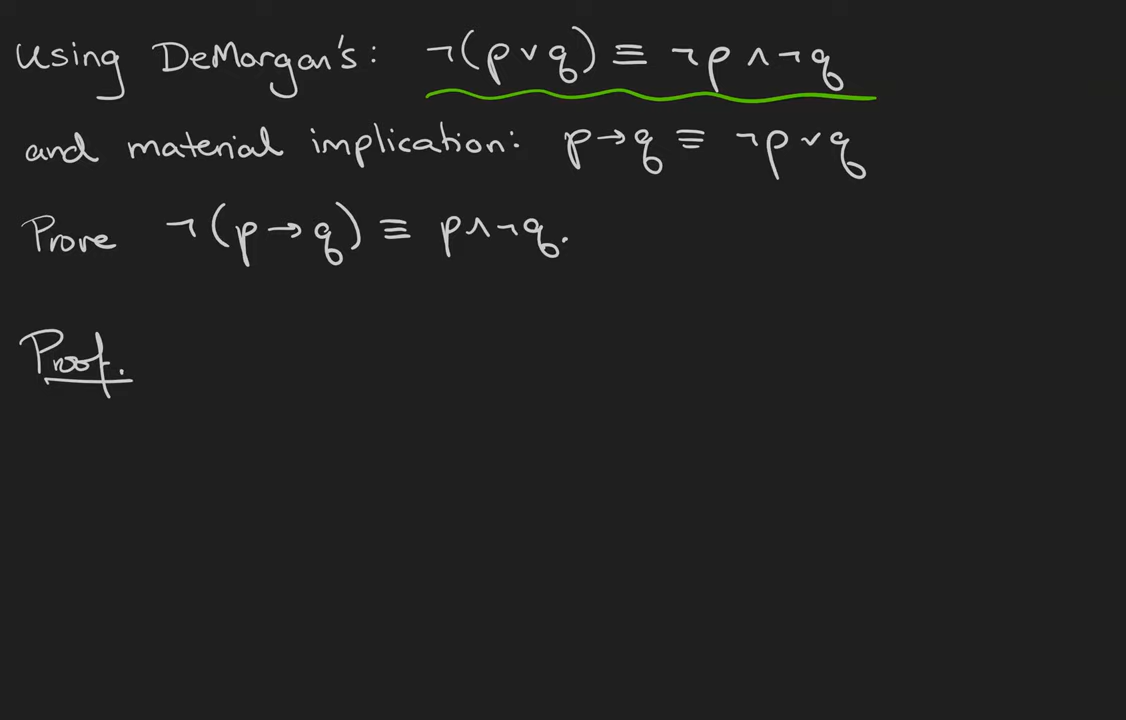 Using DeMorgan's: ¬(p ∨ q) ≡ ¬p ∧ ¬q
and material implication: p → q ≡ ¬p ∨ q
Prove ¬(p → q) ≡ p ∧ ¬q.
Proof.